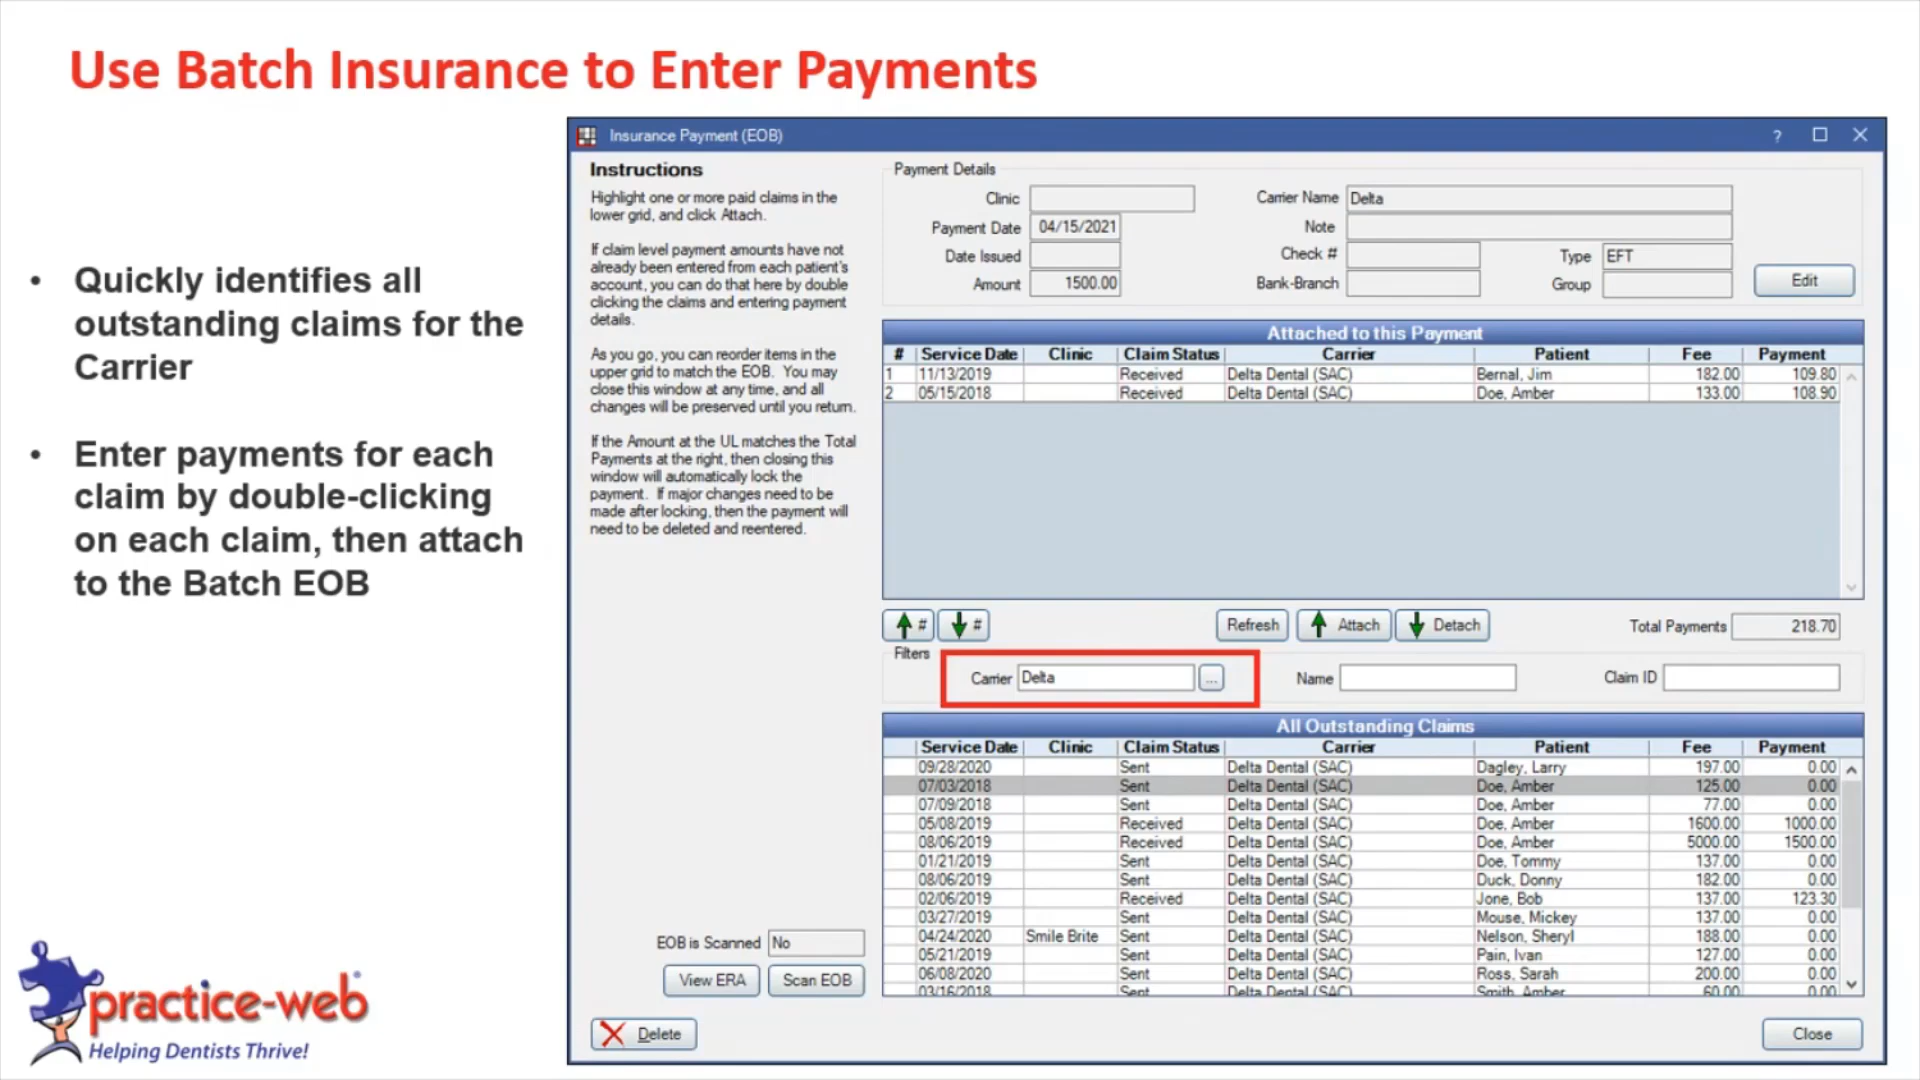 Use Batch Insurance to Enter Payments
• Quickly identifies all
outstanding claims for the
Carrier
• Enter payments for each
claim by double-clicking
on each claim, then attach
to the Batch EOB
practice-web
Helping Dentists Thrive!
Insurance Payment (EOB)
?
Instructions
Highlight one or more paid claims in the
lower grid, and click Attach.
If claim level payment amounts have not
already been entered from each patient's
account, you can do that here by double
clicking the claims and entering payment
details.
As you go, you can reorder items in the
upper grid to match the EOB. You may
close this window at any time, and all
changes will be preserved until you return.
If the Amount at the UL matches the Total
Payments at the right, then closing this
window will automatically lock the
payment. If major changes need to be
made after locking, then the payment will
need to be deleted and reentered.
EOB is Scanned No
View ERA Scan EOB
Delete
Payment Details
Clinic
Payment Date 04/15/2021
Date Issued
Amount 1500.00
Carrier Name Delta
Note
Check #
Bank-Branch
Type EFT
Group
Edit
Attached to this Payment
# Service Date Clinic Claim Status Carrier Patient Fee Payment
1 11/13/2019 Received Delta Dental (SAC) Bernal, Jim 182.00 109.80
2 05/15/2018 Received Delta Dental (SAC) Doe, Amber 133.00 108.90
# # Refresh Attach Detach Total Payments 218.70
Filters
Carrier Delta ... Name Claim ID
All Outstanding Claims
Service Date Clinic Claim Status Carrier Patient Fee Payment
09/28/2020 Sent Delta Dental (SAC) Dagley, Larry 197.00 0.00
07/03/2018 Sent Delta Dental (SAC) Doe, Amber 125.00 0.00
07/09/2018 Sent Delta Dental (SAC) Doe, Amber 77.00 0.00
05/08/2019 Received Delta Dental (SAC) Doe, Amber 1600.00 1000.00
08/06/2019 Received Delta Dental (SAC) Doe, Amber 5000.00 1500.00
01/21/2019 Sent Delta Dental (SAC) Doe, Tommy 137.00 0.00
08/06/2019 Sent Delta Dental (SAC) Duck, Donny 182.00 0.00
02/06/2019 Received Delta Dental (SAC) Jone, Bob 137.00 123.30
03/27/2019 Sent Delta Dental (SAC) Mouse, Mickey 137.00 0.00
04/24/2020 Smile Brite Sent Delta Dental (SAC) Nelson, Sheryl 188.00 0.00
05/21/2019 Sent Delta Dental (SAC) Pain, Ivan 127.00 0.00
06/08/2020 Sent Delta Dental (SAC) Ross, Sarah 200.00 0.00
03/16/2018 Sent Delta Dental (SAC) Smith, Amber 60.00 0.00
Close